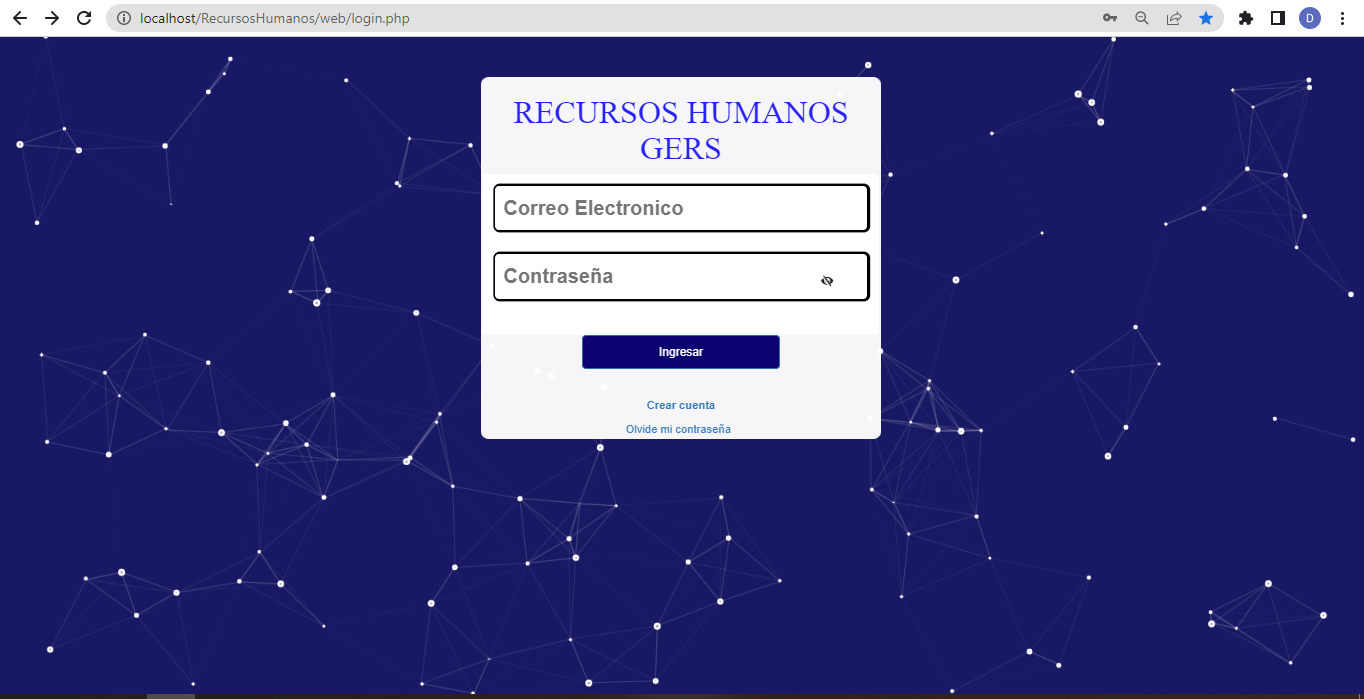 localhost/RecursosHumanos/web/login.php
D
RECURSOS HUMANOS
GERS
Correo Electronico
Contraseña
Ingresar
Crear cuenta
Olvide mi contraseña